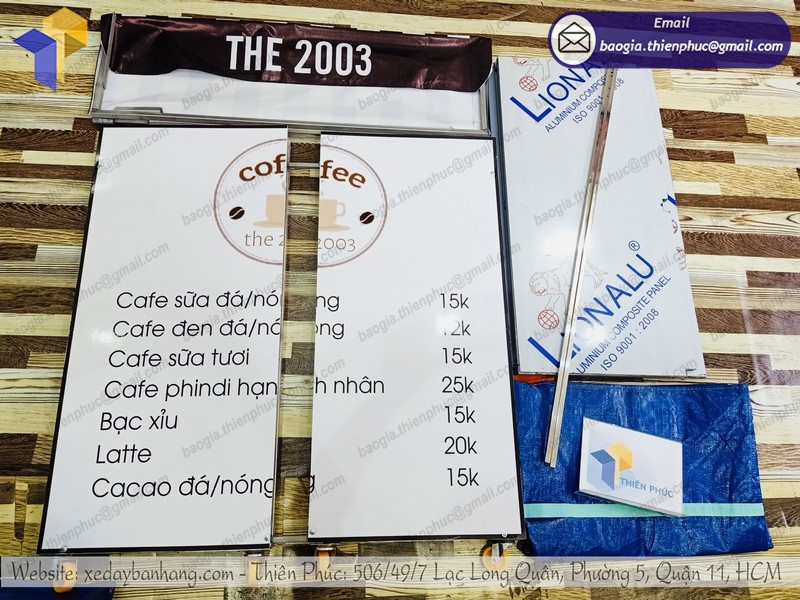 Email
baogia.thienphuc@gmail.com
THE 2003
LIONALU®
ALUMINIUM COMPOSITE PANEL
ISO 9001 : 2008
coffee
the 2003
Cafe sữa đá/nóng 15k
Cafe đen đá/nóng 12k
Cafe sữa tươi 15k
Cafe phindi hạnh nhân 25k
Bạc xỉu 15k
Latte 20k
Cacao đá/nóng 15k
LIONALU®
ALUMINIUM COMPOSITE PANEL
ISO 9001 : 2008
THIÊN PHÚC
Website: xedaybanhang.com - Thiên Phúc: 506/49/7 Lạc Long Quân, Phường 5, Quận 11, HCM